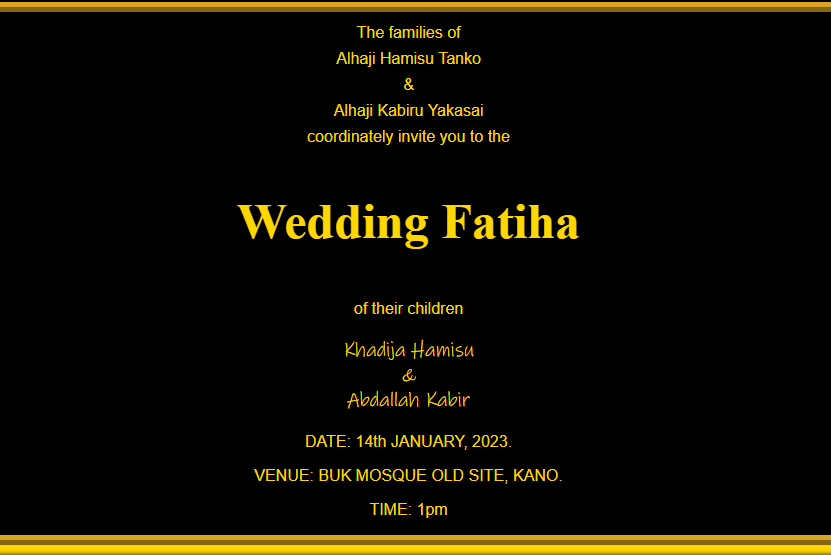 The families of
Alhaji Hamisu Tanko
&
Alhaji Kabiru Yakasai
coordinately invite you to the
Wedding Fatiha
of their children
Khadija Hamisu
&
Abdallah Kabir
DATE: 14th JANUARY, 2023.
VENUE: BUK MOSQUE OLD SITE, KANO.
TIME: 1pm